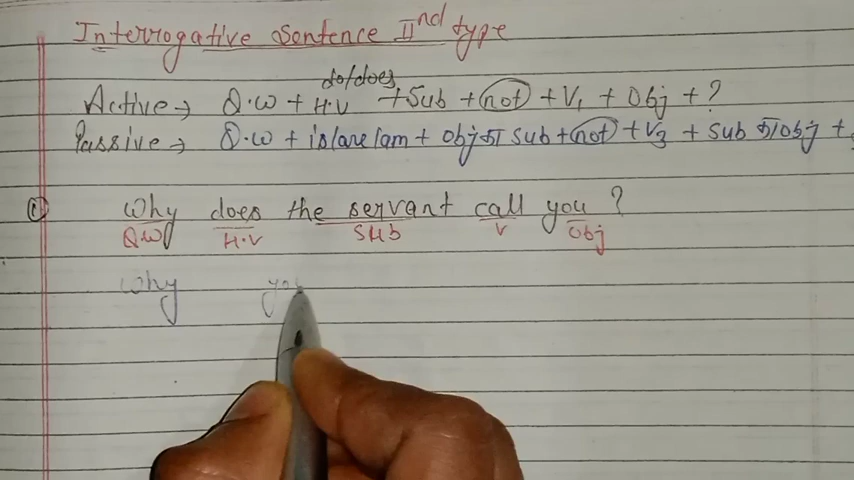 Interrogative Sentence IInd type
do/does
Active → Q.W + H.V + Sub + not + V1 + Obj + ?
Passive → Q.W + is/are/am + Obj का Sub + not + V3 + Sub का Obj +
① Why does the servant call you ?
Q.W H.V Sub V Obj
Why you